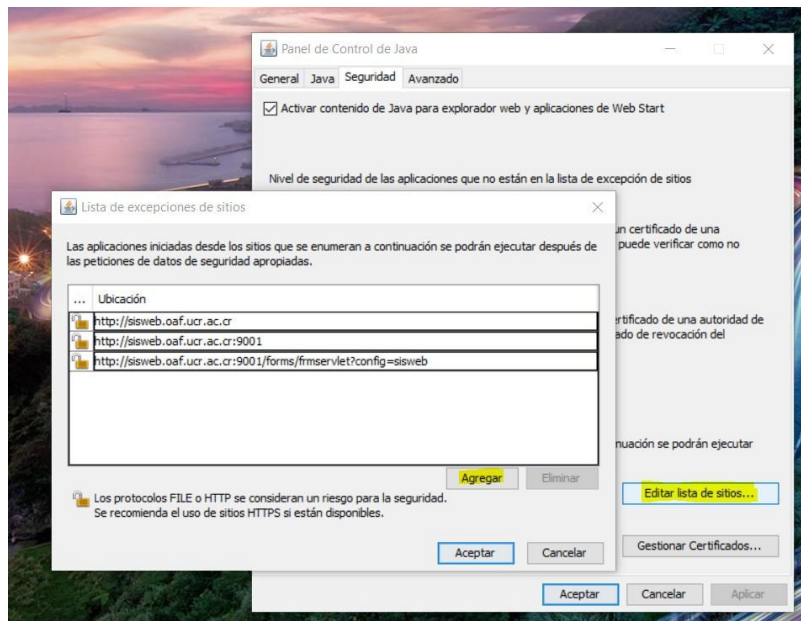 Panel de Control de Java
General Java Seguridad Avanzado
Activar contenido de Java para explorador web y aplicaciones de Web Start
Nivel de seguridad de las aplicaciones que no están en la lista de excepción de sitios
un certificado de una
puede verificar como no
rtificado de una autoridad de
ado de revocación del
nuación se podrán ejecutar
Editar lista de sitios...
Gestionar Certificados...
Aceptar Cancelar Aplicar
Lista de excepciones de sitios
Las aplicaciones iniciadas desde los sitios que se enumeran a continuación se podrán ejecutar después de
las peticiones de datos de seguridad apropiadas.
... Ubicación
http://sisweb.oaf.ucr.ac.cr
http://sisweb.oaf.ucr.ac.cr:9001
http://sisweb.oaf.ucr.ac.cr:9001/forms/frmservlet?config=sisweb
Agregar Eliminar
Los protocolos FILE o HTTP se consideran un riesgo para la seguridad.
Se recomienda el uso de sitios HTTPS si están disponibles.
Aceptar Cancelar